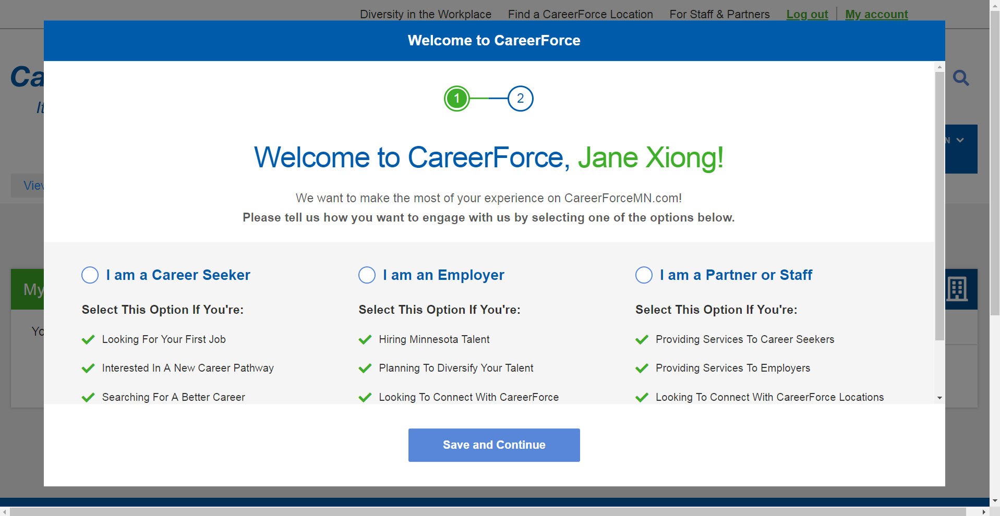 Diversity in the Workplace Find a CareerForce Location For Staff & Partners Log out My account
Welcome to CareerForce
Ca
It
1 2
N
Welcome to CareerForce, Jane Xiong!
View
We want to make the most of your experience on CareerForceMN.com!
Please tell us how you want to engage with us by selecting one of the options below.
I am a Career Seeker
Select This Option If You're:
Looking For Your First Job
Interested In A New Career Pathway
Searching For A Better Career
I am an Employer
Select This Option If You're:
Hiring Minnesota Talent
Planning To Diversify Your Talent
Looking To Connect With CareerForce
I am a Partner or Staff
Select This Option If You're:
Providing Services To Career Seekers
Providing Services To Employers
Looking To Connect With CareerForce Locations
My
Yo
Save and Continue